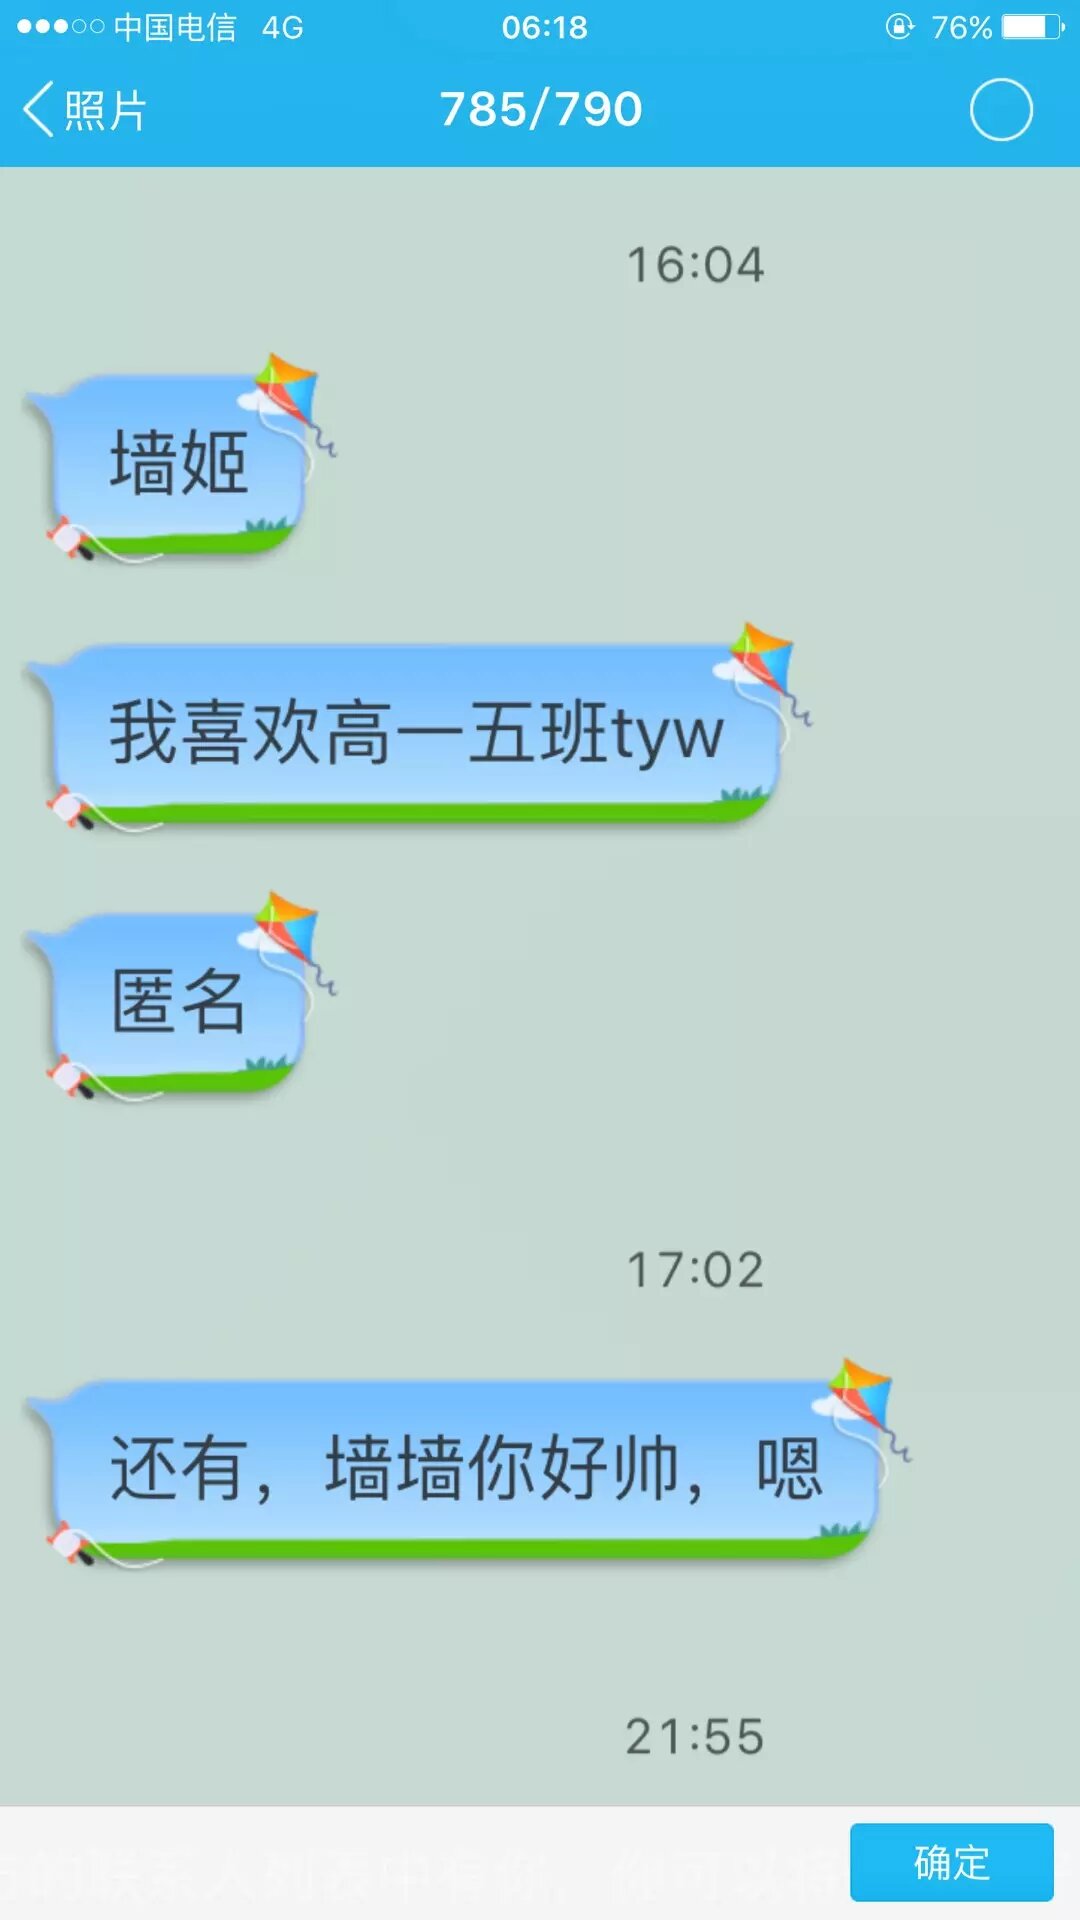 中国电信 4G 06:18 76%
照片 785/790
16:04
墙姬
我喜欢高一五班tyw
匿名
17:02
还有，墙墙你好帅，嗯
21:55
确定